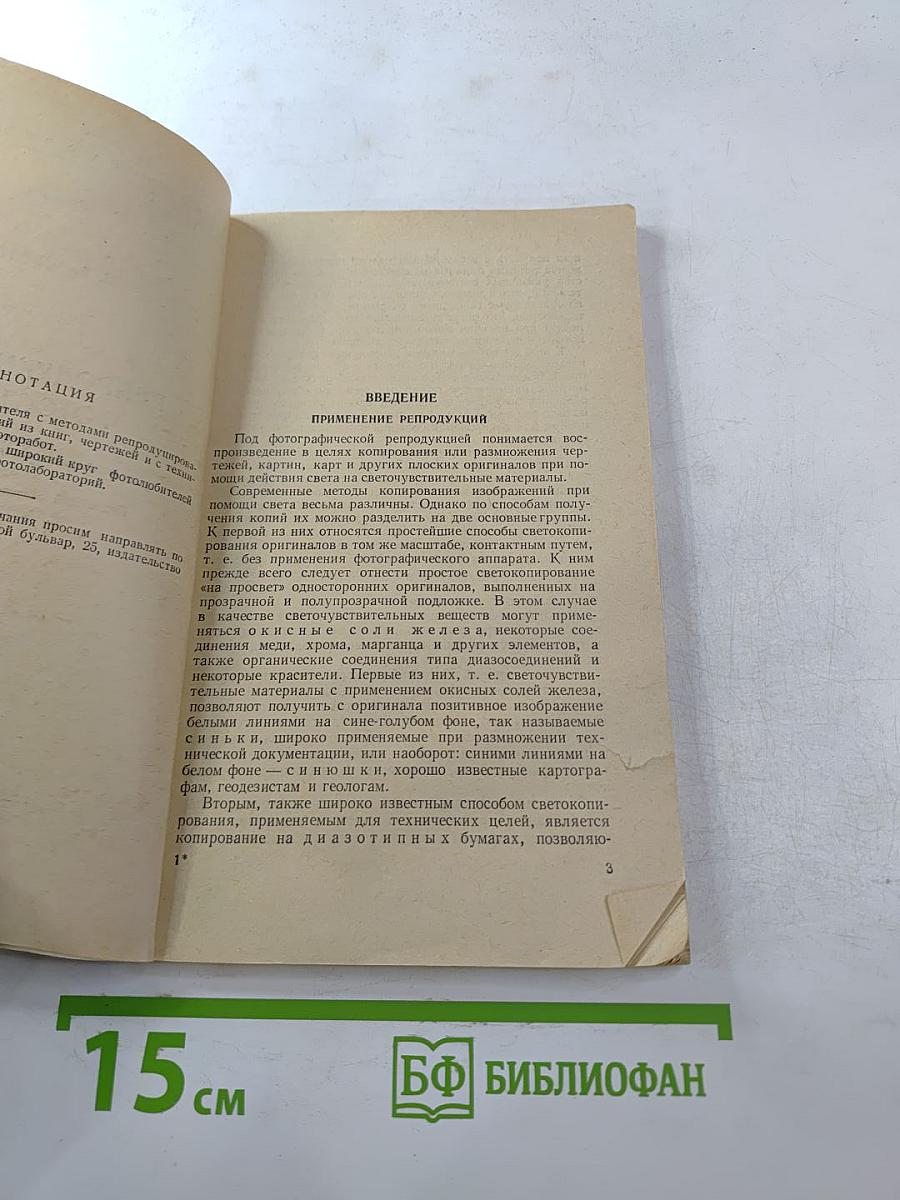 НОТАЦИЯ
ателя с методами репродуцирова-
ий из книг, чертежей и с техни-
оторабот.
широкий круг фотолюбителей
отолабораторий.
чания просим направлять по
ой бульвар, 25, издательство
ВВЕДЕНИЕ
ПРИМЕНЕНИЕ РЕПРОДУКЦИЙ
Под фотографической репродукцией понимается вос-
произведение в целях копирования или размножения чер-
тежей, картин, карт и других плоских оригиналов при по-
мощи действия света на светочувствительные материалы.
Современные методы копирования изображений при
помощи света весьма различны. Однако по способам полу-
чения копий их можно разделить на две основные группы.
К первой из них относятся простейшие способы светокопи-
рования оригиналов в том же масштабе, контактным путем,
т. е. без применения фотографического аппарата. К ним
прежде всего следует отнести простое светокопирование
«на просвет» односторонних оригиналов, выполненных на
прозрачной и полупрозрачной подложке. В этом случае
в качестве светочувствительных веществ могут приме-
няться окисные соли железа, некоторые сое-
динения меди, хрома, марганца и других элементов, а
также органические соединения типа диазосоединений и
некоторые красители. Первые из них, т. е. светочувстви-
тельные материалы с применением окисных солей железа,
позволяют получить с оригинала позитивное изображение
белыми линиями на сине-голубом фоне, так называемые
синьки, широко применяемые при размножении тех-
нической документации, или наоборот: синими линиями на
белом фоне — синюшки, хорошо известные картогра-
фам, геодезистам и геологам.
Вторым, также широко известным способом светокопи-
рования, применяемым для технических целей, является
копирование на диазотипных бумагах, позволяю-
1*
3
15 см
БФ БИБЛИОФАН